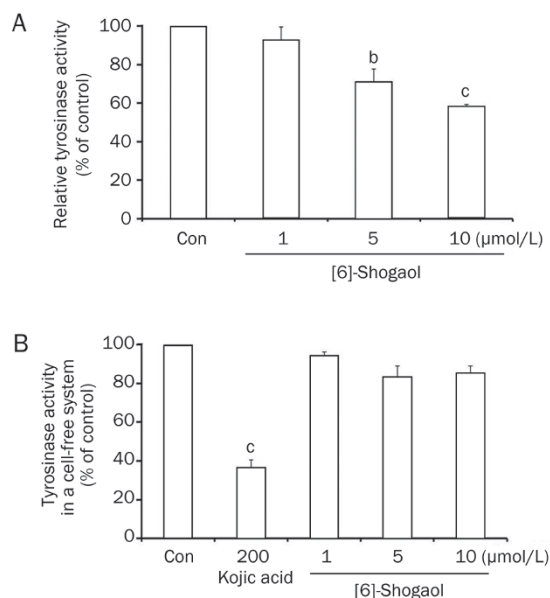 A
Relative tyrosinase activity
(% of control)
100
80
60
40
20
0
b
c
Con 1 5 10 (µmol/L)
[6]-Shogaol
B
Tyrosinase activity
in a cell-free system
(% of control)
100
80
60
40
20
0
c
Con 200 1 5 10 (µmol/L)
Kojic acid [6]-Shogaol